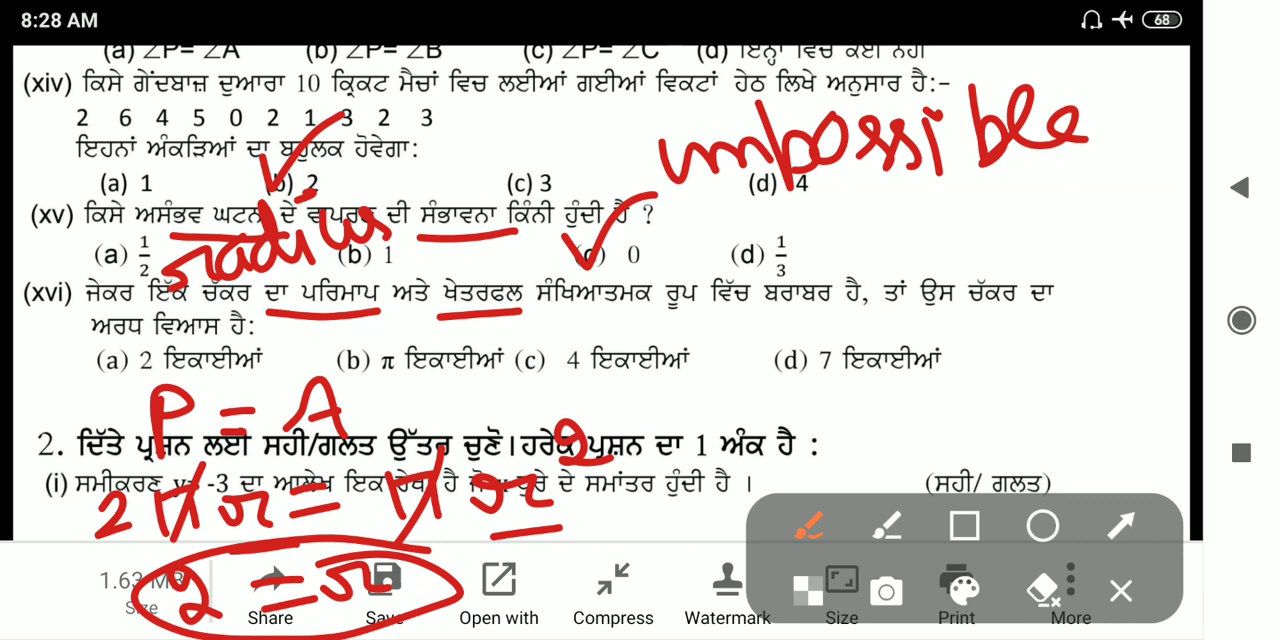 8:28 AM
68
(a) ∠P= ∠A (b) ∠P= ∠B (c) ∠P= ∠C (d) ਇਨ੍ਹਾਂ ਵਿਚ ਕੋਈ ਨਹੀਂ
(xiv) ਕਿਸੇ ਗੇਂਦਬਾਜ਼ ਦੁਆਰਾ 10 ਕ੍ਰਿਕਟ ਮੈਚਾਂ ਵਿਚ ਲਈਆਂ ਗਈਆਂ ਵਿਕਟਾਂ ਹੇਠ ਲਿਖੇ ਅਨੁਸਾਰ ਹੈ:-
2 6 4 5 0 2 1 3 2 3
impossible
ਇਹਨਾਂ ਅੰਕੜਿਆਂ ਦਾ ਬਹੁਲਕ ਹੋਵੇਗਾ:
(a) 1 (b) 2 (c) 3 (d) 4
(xv) ਕਿਸੇ ਅਸੰਭਵ ਘਟਨਾ ਦੇ ਵਾਪਰਨ ਦੀ ਸੰਭਾਵਨਾ ਕਿੰਨੀ ਹੁੰਦੀ ਹੈ ?
radius
(a) 1/2 (b) 1 (c) 0 (d) 1/3
(xvi) ਜੇਕਰ ਇੱਕ ਚੱਕਰ ਦਾ ਪਰਿਮਾਪ ਅਤੇ ਖੇਤਰਫਲ ਸੰਖਿਆਤਮਕ ਰੂਪ ਵਿੱਚ ਬਰਾਬਰ ਹੈ, ਤਾਂ ਉਸ ਚੱਕਰ ਦਾ
ਅਰਧ ਵਿਆਸ ਹੈ:
(a) 2 ਇਕਾਈਆਂ (b) π ਇਕਾਈਆਂ (c) 4 ਇਕਾਈਆਂ (d) 7 ਇਕਾਈਆਂ
P = A
2. ਦਿੱਤੇ ਪ੍ਰਸ਼ਨ ਲਈ ਸਹੀ/ਗਲਤ ਉੱਤਰ ਚੁਣੋ।ਹਰੇਕ ਪ੍ਰਸ਼ਨ ਦਾ 1 ਅੰਕ ਹੈ :
(i) ਸਮੀਕਰਣ y= -3 ਦਾ ਆਲੇਖ ਇਕ ਰੇਖਾ ਹੈ ਜੋ x ਧੁਰੇ ਦੇ ਸਮਾਂਤਰ ਹੁੰਦੀ ਹੈ । (ਸਹੀ/ ਗਲਤ)
2πr = πr²
2 = r
1.63 MB
Size Share Save Open with Compress Watermark Size Print More